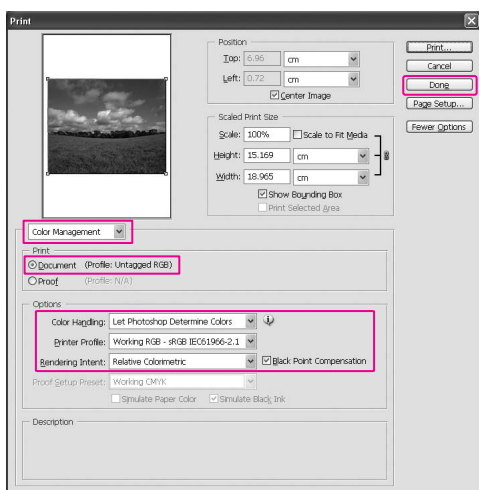 Print
Position
Top: 6.96 cm
Left: 0.72 cm
Center Image
Scaled Print Size
Scale: 100% Scale to Fit Media
Height: 15.169 cm
Width: 18.965 cm
Show Bounding Box
Print Selected Area
Print...
Cancel
Done
Page Setup...
Fewer Options
Color Management
Print
Document (Profile: Untagged RGB)
Proof (Profile: N/A)
Options
Color Handling: Let Photoshop Determine Colors
Printer Profile: Working RGB - sRGB IEC61966-2.1
Rendering Intent: Relative Colorimetric Black Point Compensation
Proof Setup Preset: Working CMYK
Simulate Paper Color Simulate Black Ink
Description